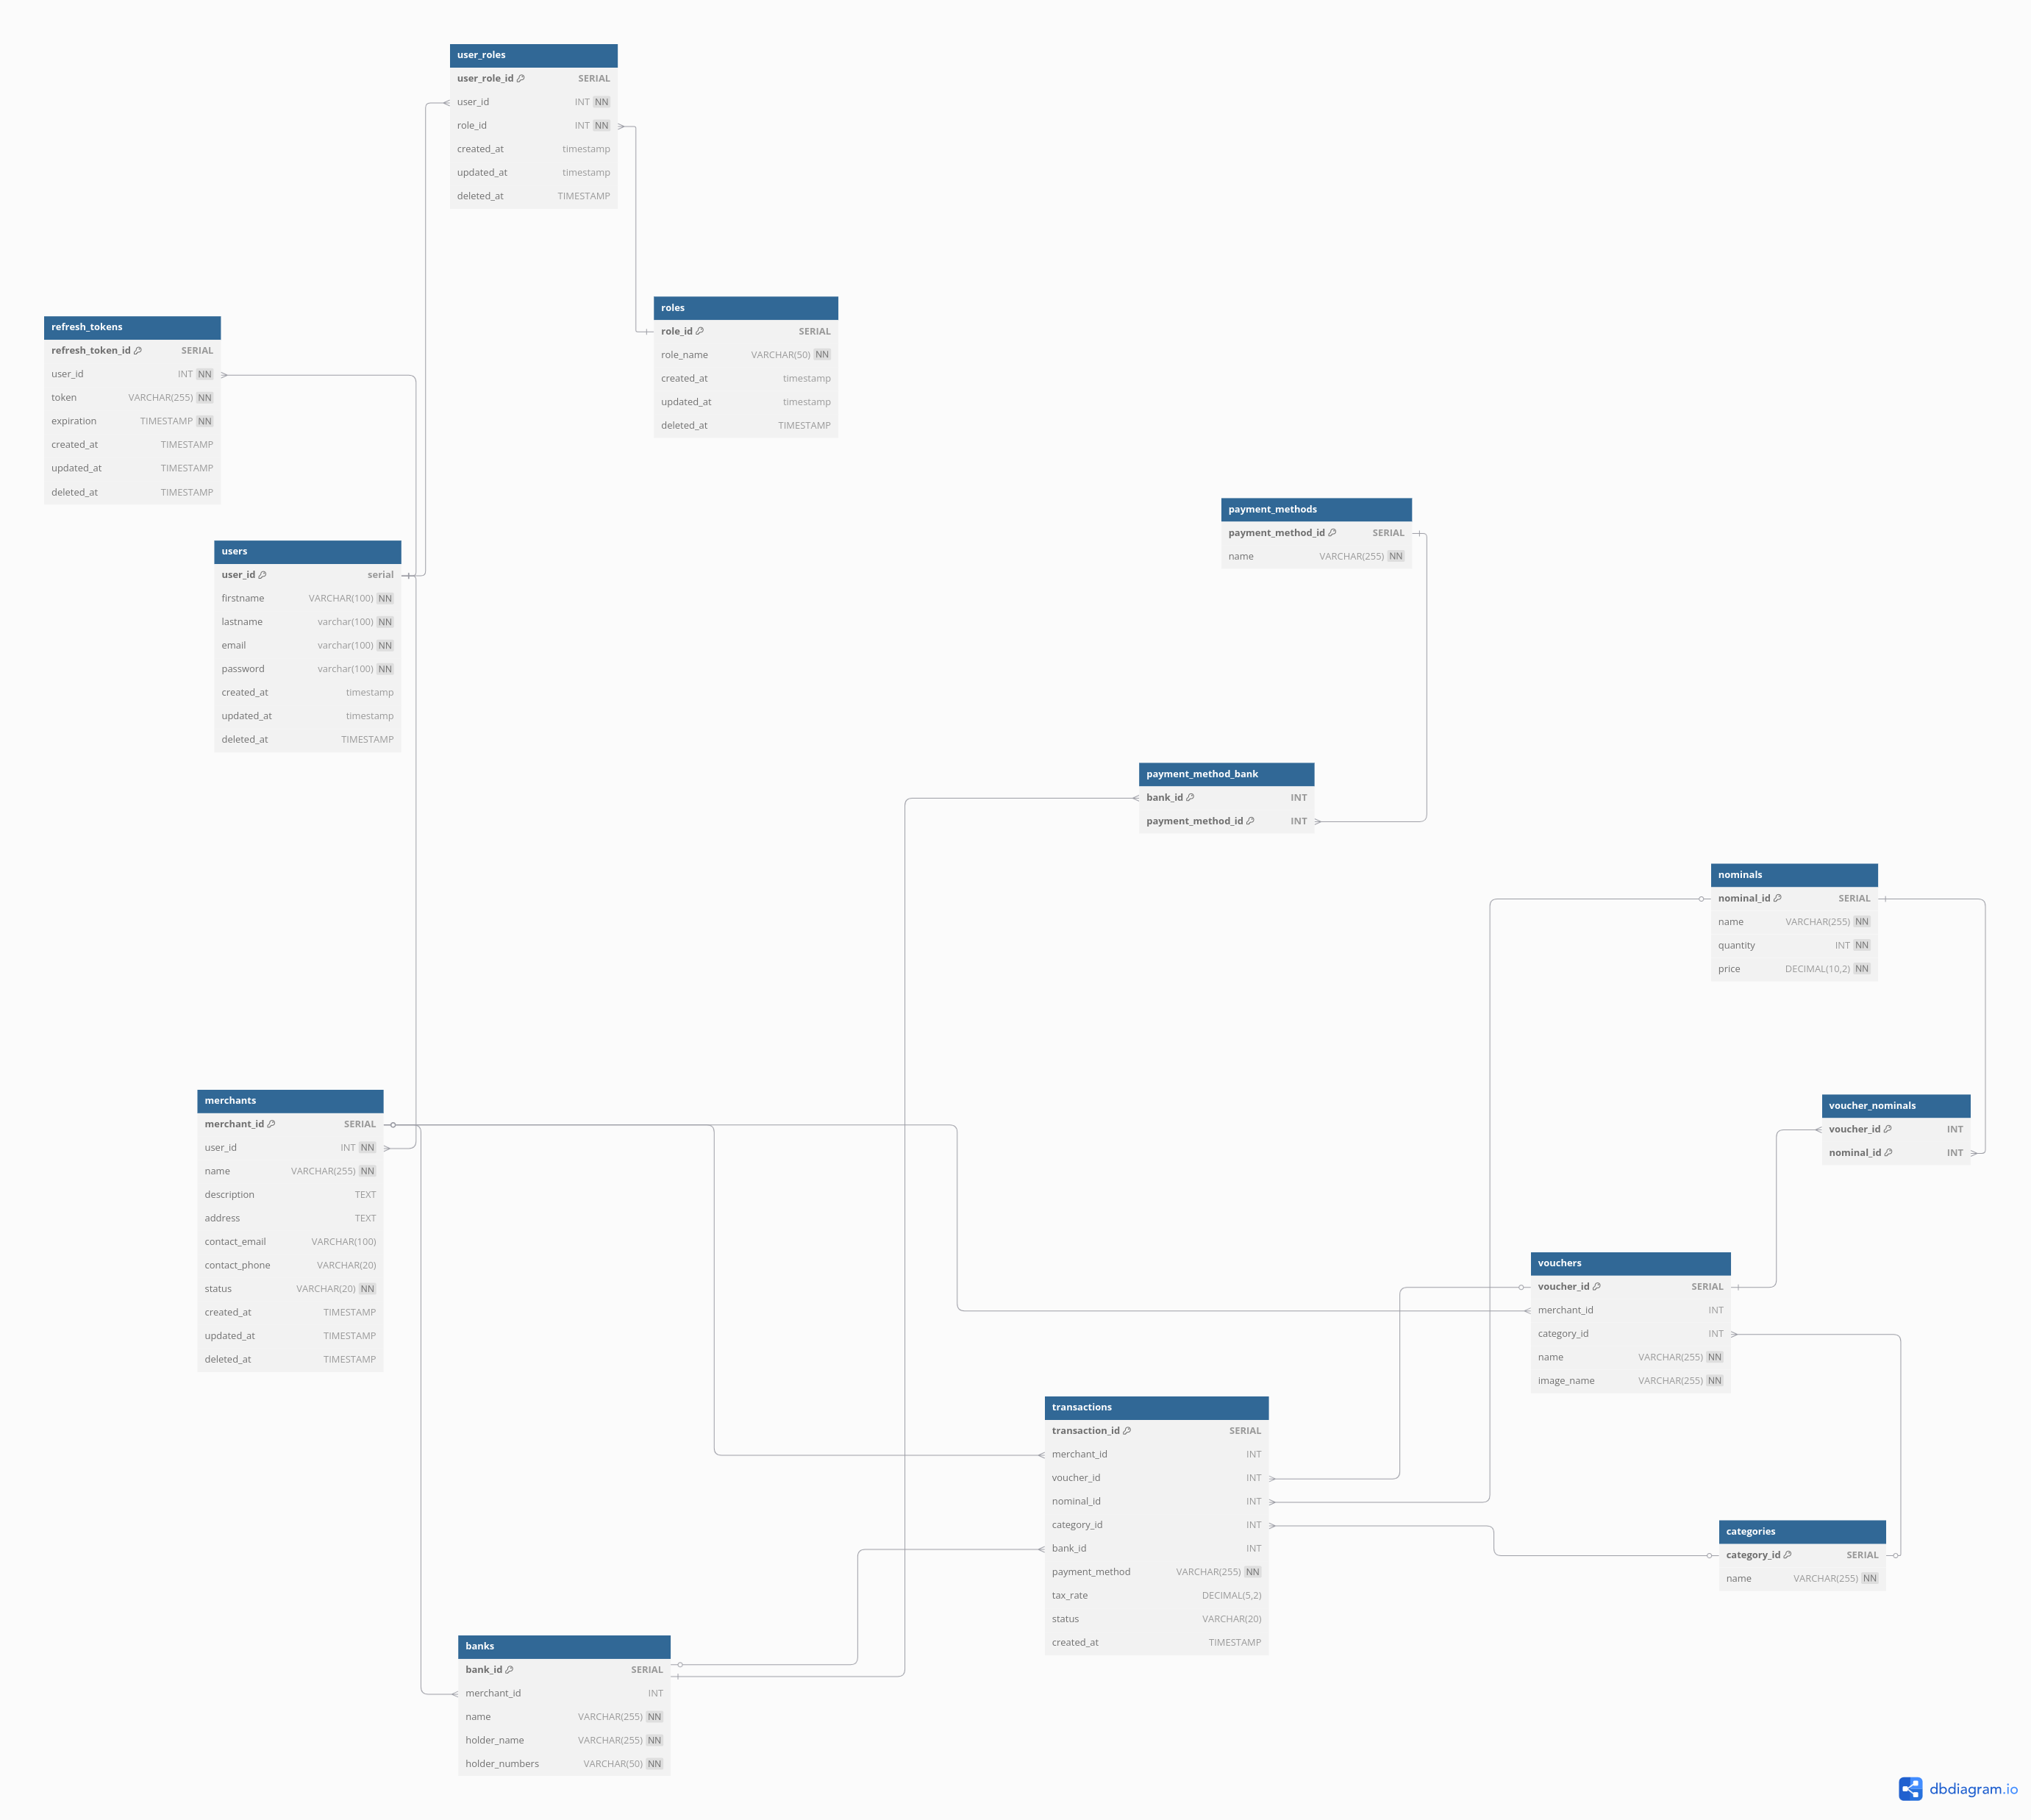 user_roles
user_role_id SERIAL
user_id INT NN
role_id INT NN
created_at timestamp
updated_at timestamp
deleted_at TIMESTAMP
roles
role_id SERIAL
role_name VARCHAR(50) NN
created_at timestamp
updated_at timestamp
deleted_at TIMESTAMP
refresh_tokens
refresh_token_id SERIAL
user_id INT NN
token VARCHAR(255) NN
expiration TIMESTAMP NN
created_at TIMESTAMP
updated_at TIMESTAMP
deleted_at TIMESTAMP
users
user_id serial
firstname VARCHAR(100) NN
lastname varchar(100) NN
email varchar(100) NN
password varchar(100) NN
created_at timestamp
updated_at timestamp
deleted_at TIMESTAMP
payment_methods
payment_method_id SERIAL
name VARCHAR(255) NN
payment_method_bank
bank_id INT
payment_method_id INT
nominals
nominal_id SERIAL
name VARCHAR(255) NN
quantity INT NN
price DECIMAL(10,2) NN
merchants
merchant_id SERIAL
user_id INT NN
name VARCHAR(255) NN
description TEXT
address TEXT
contact_email VARCHAR(100)
contact_phone VARCHAR(20)
status VARCHAR(20) NN
created_at TIMESTAMP
updated_at TIMESTAMP
deleted_at TIMESTAMP
voucher_nominals
voucher_id INT
nominal_id INT
vouchers
voucher_id SERIAL
merchant_id INT
category_id INT
name VARCHAR(255) NN
image_name VARCHAR(255) NN
transactions
transaction_id SERIAL
merchant_id INT
voucher_id INT
nominal_id INT
category_id INT
bank_id INT
payment_method VARCHAR(255) NN
tax_rate DECIMAL(5,2)
status VARCHAR(20)
created_at TIMESTAMP
categories
category_id SERIAL
name VARCHAR(255) NN
banks
bank_id SERIAL
merchant_id INT
name VARCHAR(255) NN
holder_name VARCHAR(255) NN
holder_numbers VARCHAR(50) NN
dbdiagram.io